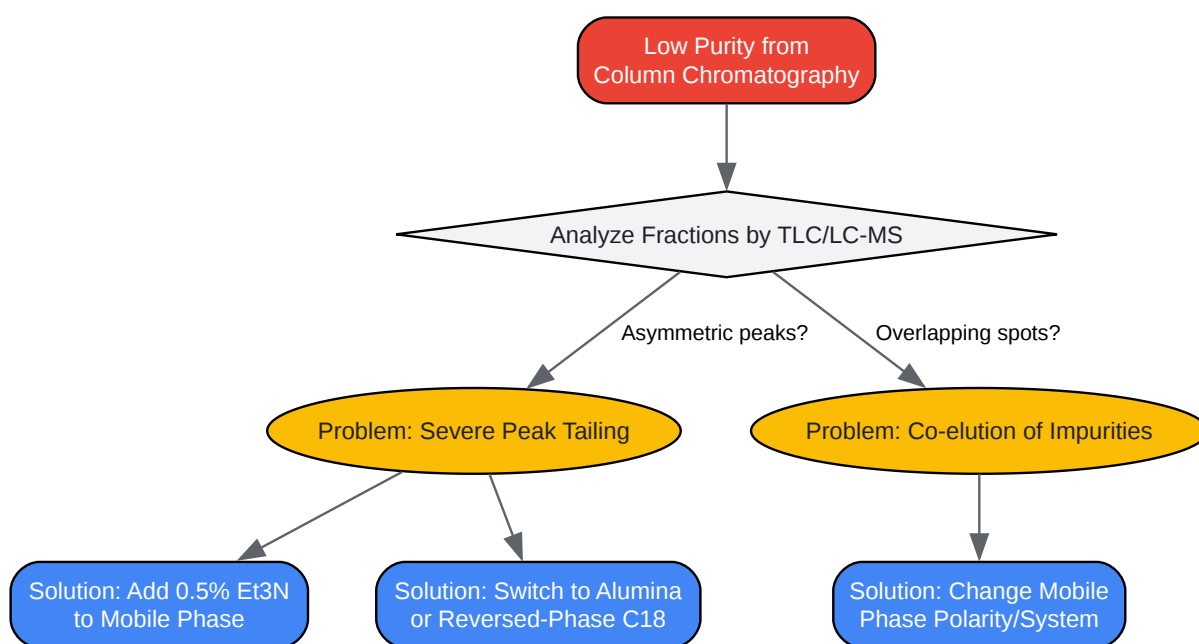 Low Purity from
Column Chromatography
Analyze Fractions by TLC/LC-MS
Asymmetric peaks?
Overlapping spots?
Problem: Severe Peak Tailing
Problem: Co-elution of Impurities
Solution: Add 0.5% Et3N
to Mobile Phase
Solution: Switch to Alumina
or Reversed-Phase C18
Solution: Change Mobile
Phase Polarity/System